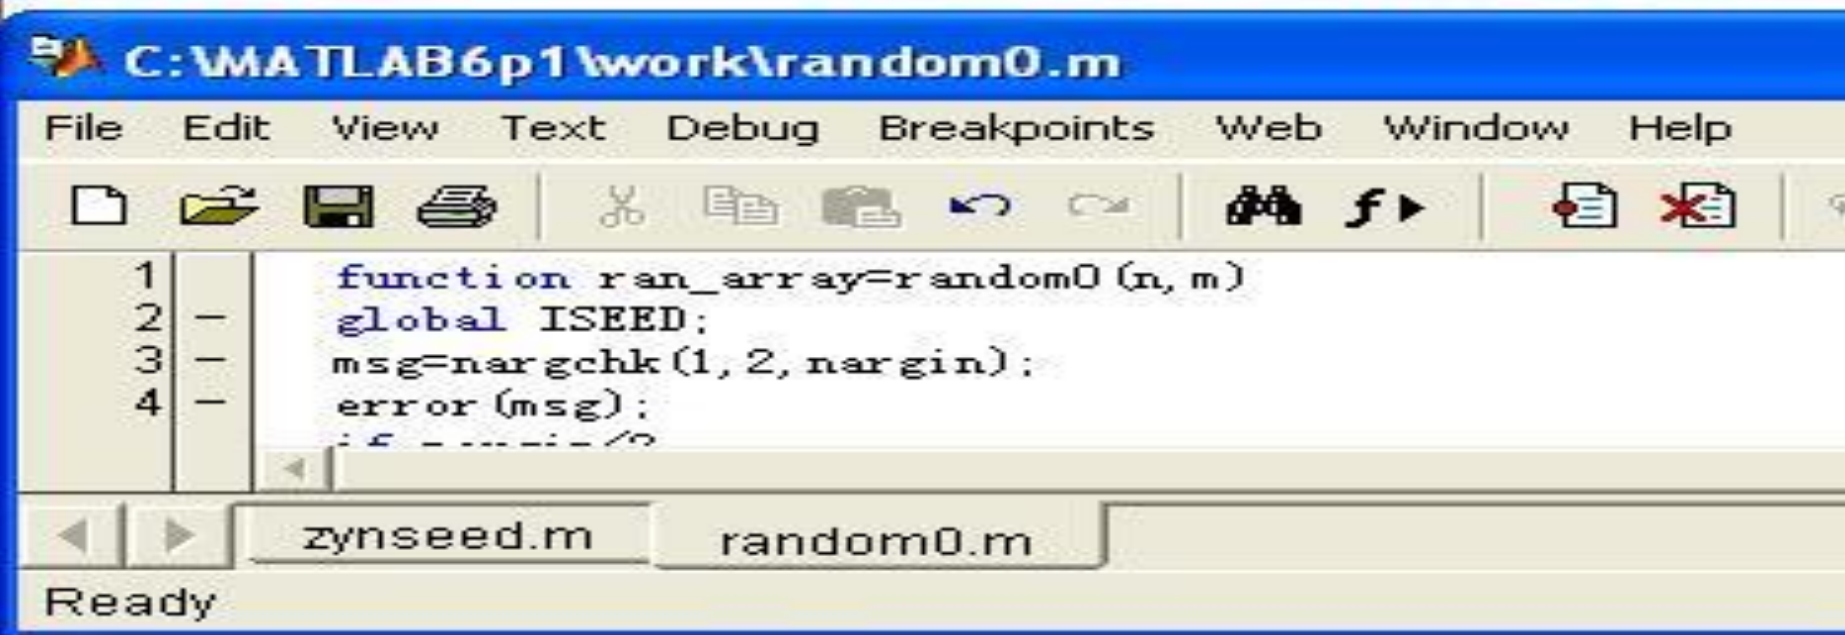 C:\MATLAB6p1\work\random0.m
File Edit View Text Debug Breakpoints Web Window Help
1 function ran_array=random0(n,m)
2 - global ISEED;
3 - msg=nargchk(1,2,nargin);
4 - error(msg);
zynseed.m random0.m
Ready